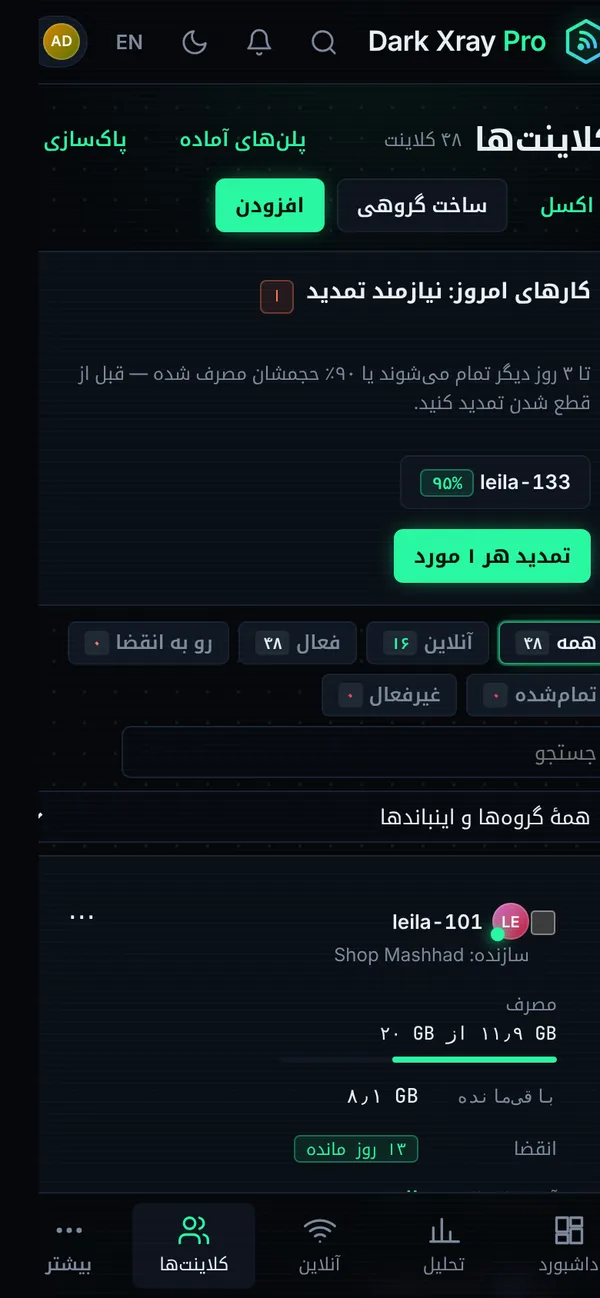 Dark Xray Pro EN AD
کلاینت‌ها ۴۸ کلاینت پلن‌های آماده پاک‌سازی
اکسل ساخت گروهی افزودن
کارهای امروز: نیازمند تمدید ۱
تا ۳ روز دیگر تمام می‌شوند یا ۹۰٪ حجمشان مصرف شده — قبل از
قطع شدن تمدید کنید.
leila-133 ۹۵%
تمدید هر ۱ مورد
همه ۴۸ آنلاین ۱۶ فعال ۴۸ رو به انقضا ۰
تمام‌شده ۰ غیرفعال ۰
جستجو
همهٔ گروه‌ها و اینباندها
LE leila-101 ...
سازنده: Shop Mashhad
مصرف
۱۱٫۹ GB از ۲۰ GB
باقی‌مانده ۸٫۱ GB
انقضا ۱۳ روز مانده
داشبورد تحلیل آنلاین کلاینت‌ها بیشتر